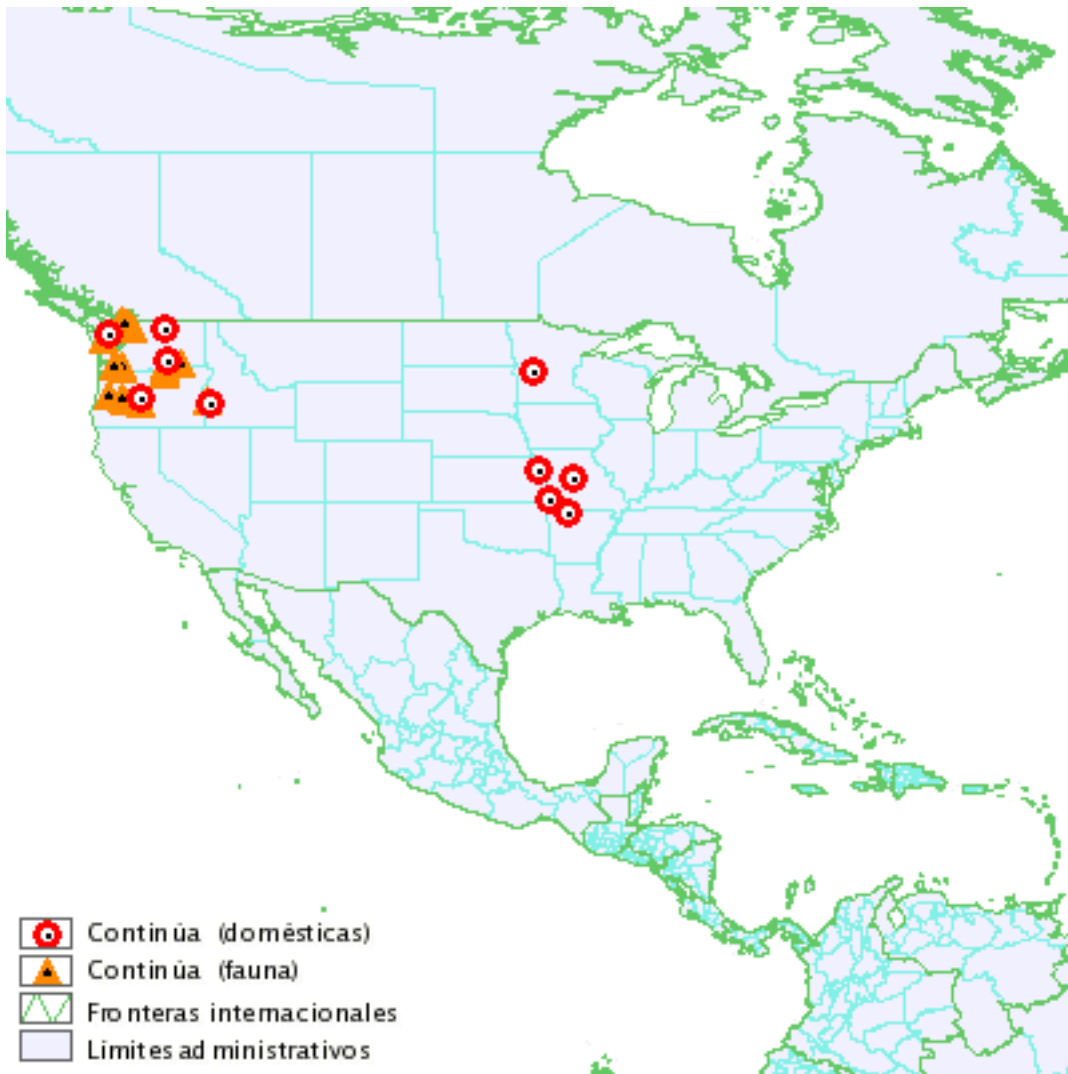 Continúa (domésticas)
Continúa (fauna)
Fronteras internacionales
Límites administrativos